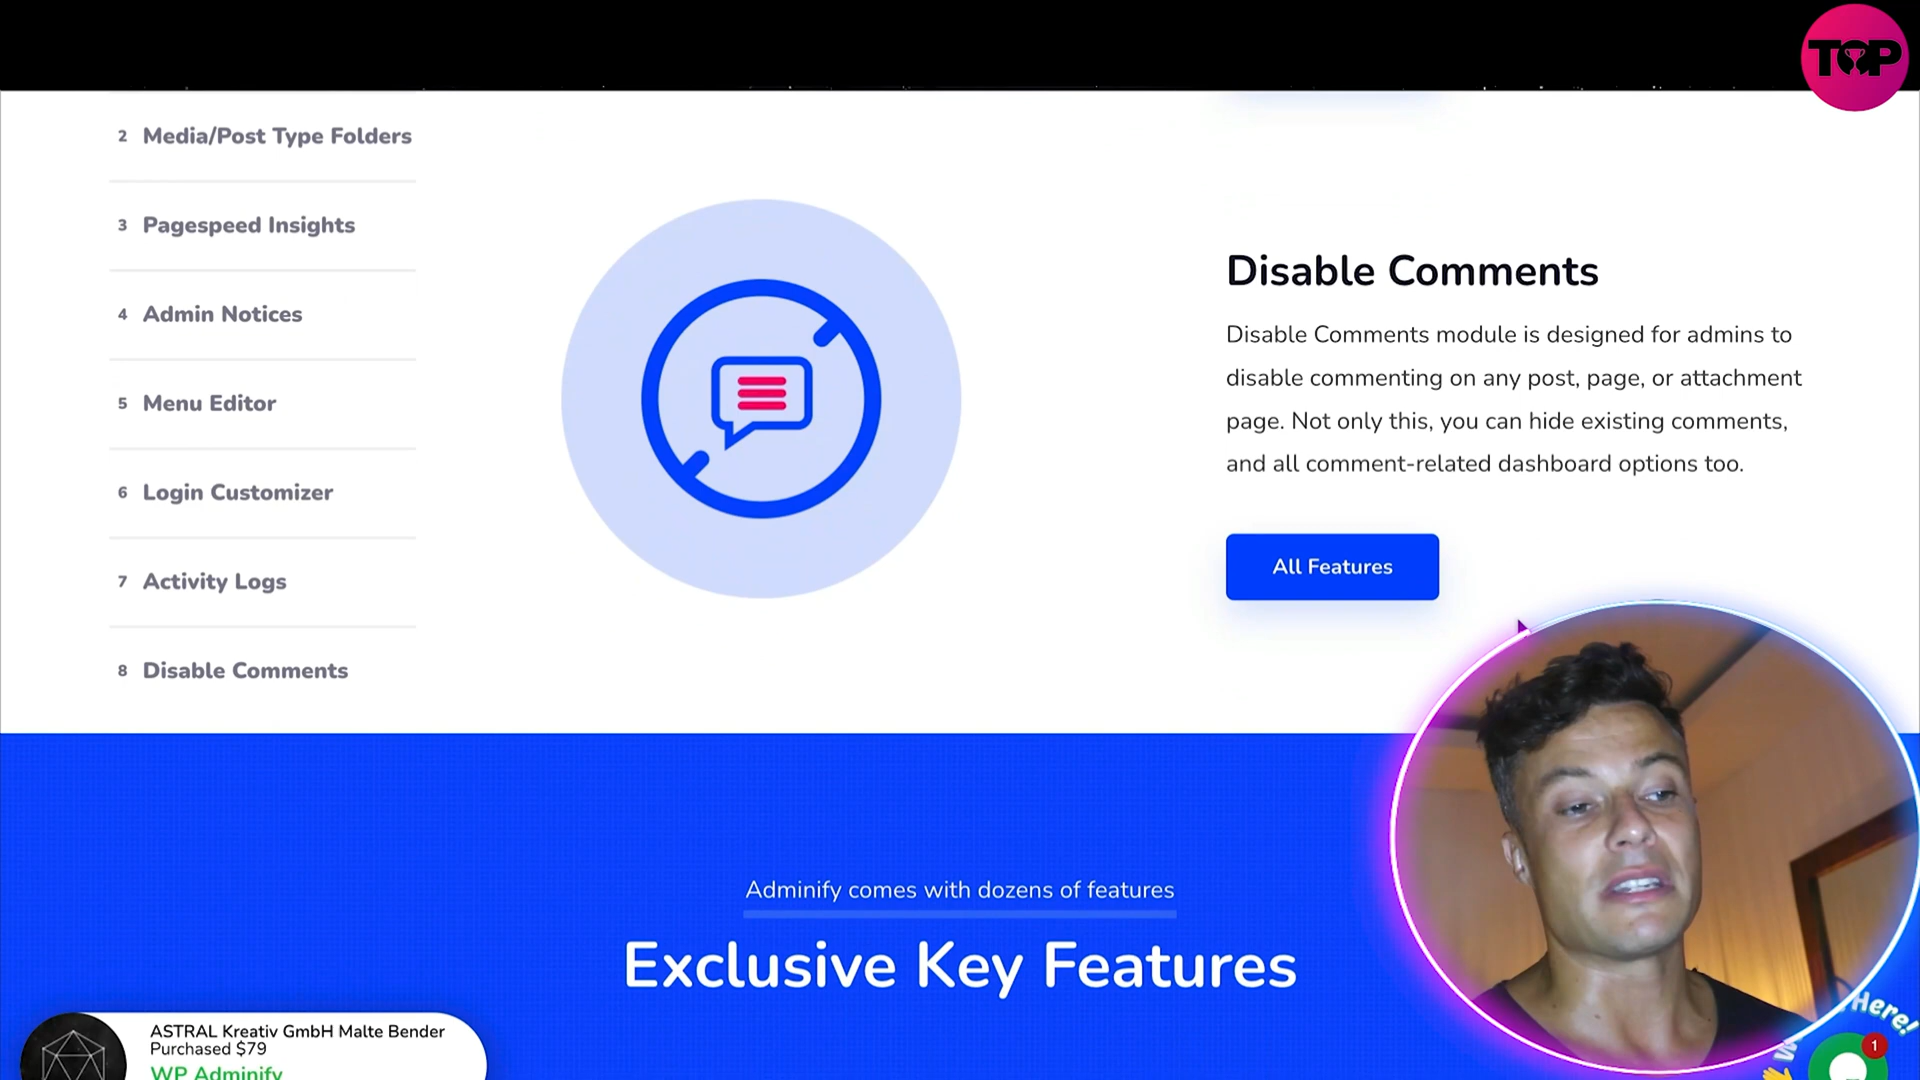 TOP
2 Media/Post Type Folders
3 Pagespeed Insights
4 Admin Notices
5 Menu Editor
6 Login Customizer
7 Activity Logs
8 Disable Comments
Disable Comments
Disable Comments module is designed for admins to
disable commenting on any post, page, or attachment
page. Not only this, you can hide existing comments,
and all comment-related dashboard options too.
All Features
Adminify comes with dozens of features
Exclusive Key Features
ASTRAL Kreativ GmbH Malte Bender
Purchased $79
WP Adminify
Here!
1